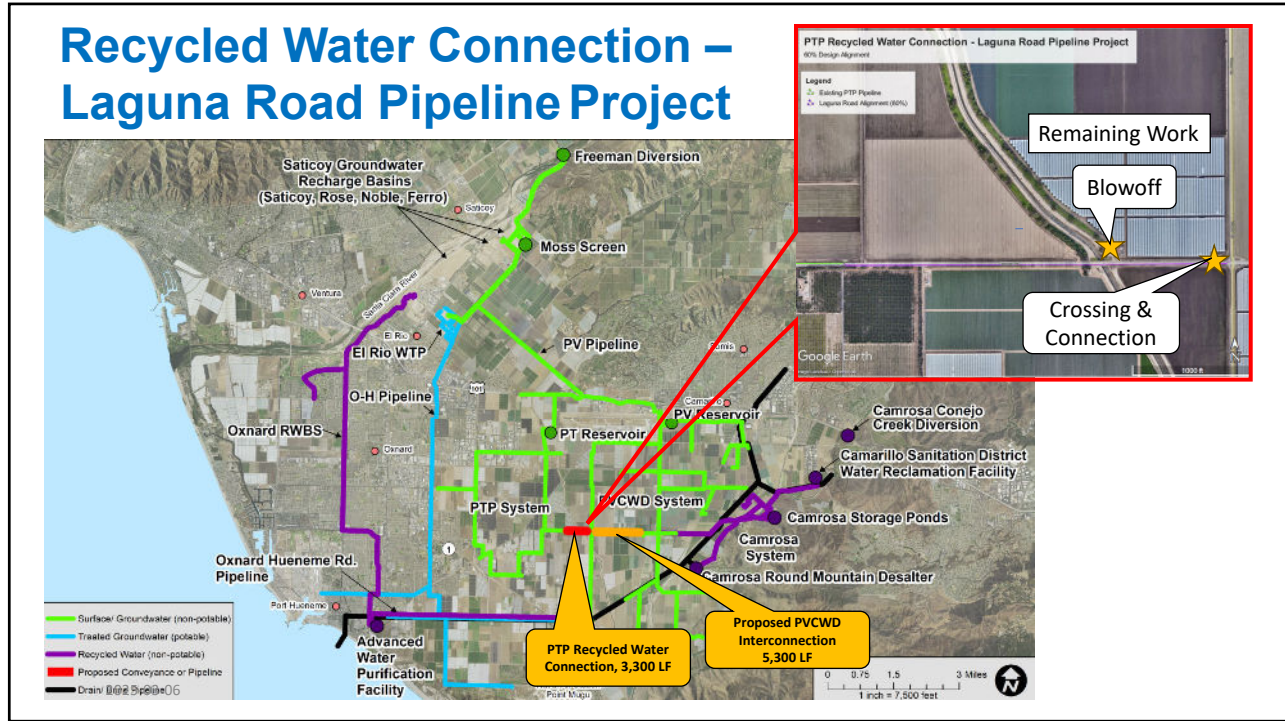 Recycled Water Connection –
Laguna Road Pipeline Project
PTP Recycled Water Connection - Laguna Road Pipeline Project
60% Design Alignment
Legend
Existing PTP Pipeline
Laguna Road Alignment (60%)
Remaining Work
Blowoff
Crossing &
Connection
Google Earth
1000 ft
N
Saticoy Groundwater
Recharge Basins
(Saticoy, Rose, Noble, Ferro)
Freeman Diversion
Saticoy
Moss Screen
Santa Clara River
Ventura
El Rio
El Rio WTP
PV Pipeline
Somis
O-H Pipeline
101
Camarillo
PV Reservoir
PT Reservoir
Camrosa Conejo
Creek Diversion
Oxnard RWBS
Oxnard
Camarillo Sanitation District
Water Reclamation Facility
PTP System
PVCWD System
Camrosa Storage Ponds
Camrosa
System
1
Oxnard Hueneme Rd.
Pipeline
Camrosa Round Mountain Desalter
Port Hueneme
Surface/ Groundwater (non-potable)
Treated Groundwater (potable)
Recycled Water (non-potable)
Proposed Conveyance or Pipeline
Drain/
Advanced
Water
Purification
Facility
PTP Recycled Water
Connection, 3,300 LF
Proposed PVCWD
Interconnection
5,300 LF
Point Mugu
0 0.75 1.5 3 Miles
1 inch = 7,500 feet
N